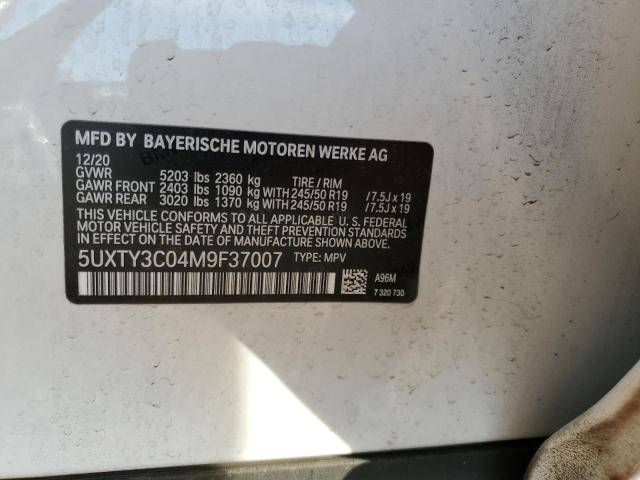 MFD BY BAYERISCHE MOTOREN WERKE AG
12/20
GVWR 5203 lbs 2360 kg TIRE / RIM
GAWR FRONT 2403 lbs 1090 kg WITH 245/50 R19 /7.5J x 19
GAWR REAR 3020 lbs 1370 kg WITH 245/50 R19 /7.5J x 19
THIS VEHICLE CONFORMS TO ALL APPLICABLE U. S. FEDERAL
MOTOR VEHICLE SAFETY AND THEFT PREVENTION STANDARDS
IN EFFECT ON THE DATE OF MANUFACTURE SHOWN ABOVE.
5UXTY3C04M9F37007 TYPE: MPV
A96M
7 320 730